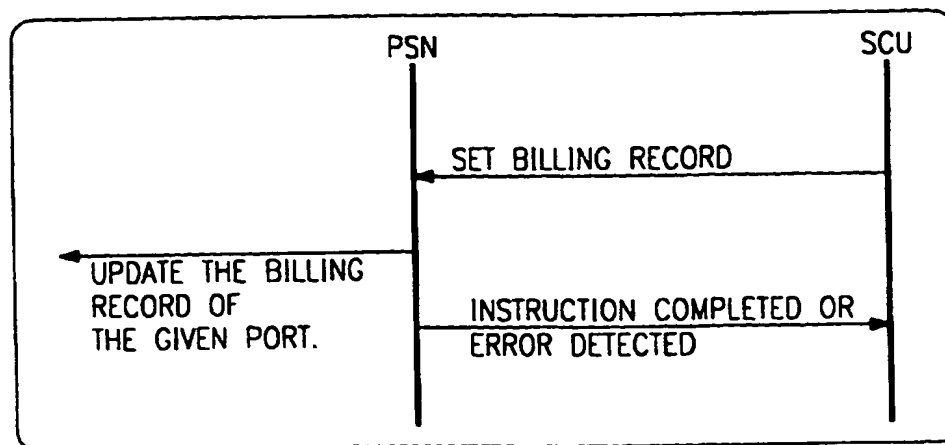 PSN SCU
SET BILLING RECORD
UPDATE THE BILLING
RECORD OF
THE GIVEN PORT.
INSTRUCTION COMPLETED OR
ERROR DETECTED